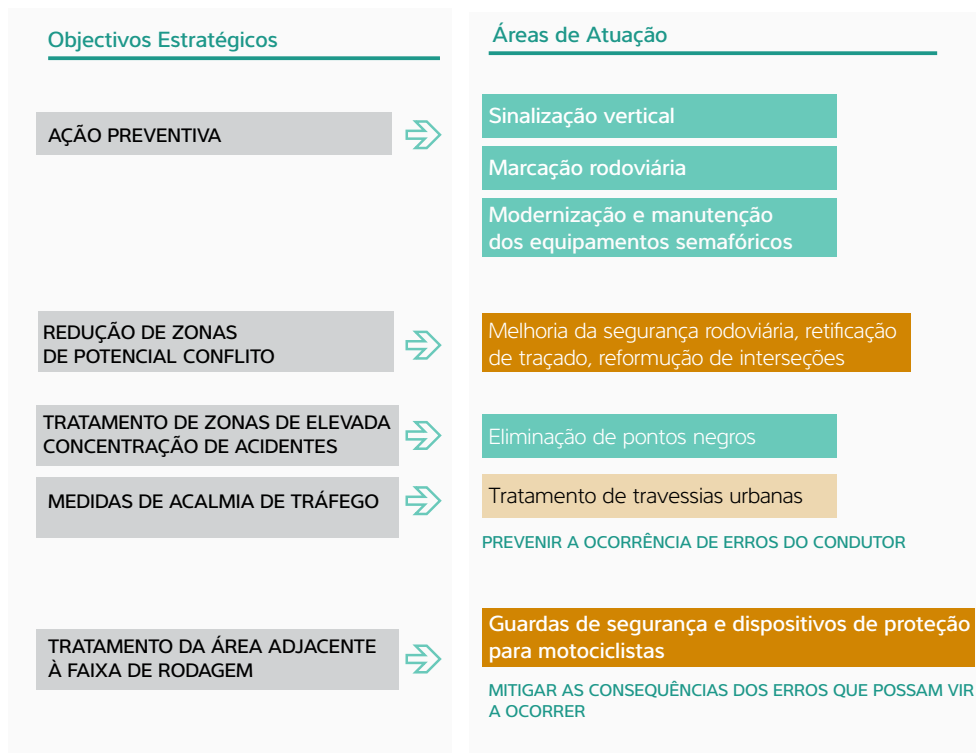 Objectivos Estratégicos
Áreas de Atuação
AÇÃO PREVENTIVA
Sinalização vertical
Marcação rodoviária
Modernização e manutenção
dos equipamentos semafóricos
REDUÇÃO DE ZONAS
DE POTENCIAL CONFLITO
Melhoria da segurança rodoviária, retificação
de traçado, reformução de interseções
TRATAMENTO DE ZONAS DE ELEVADA
CONCENTRAÇÃO DE ACIDENTES
Eliminação de pontos negros
MEDIDAS DE ACALMIA DE TRÁFEGO
Tratamento de travessias urbanas
PREVENIR A OCORRÊNCIA DE ERROS DO CONDUTOR
TRATAMENTO DA ÁREA ADJACENTE
À FAIXA DE RODAGEM
Guardas de segurança e dispositivos de proteção
para motociclistas
MITIGAR AS CONSEQUÊNCIAS DOS ERROS QUE POSSAM VIR
A OCORRER